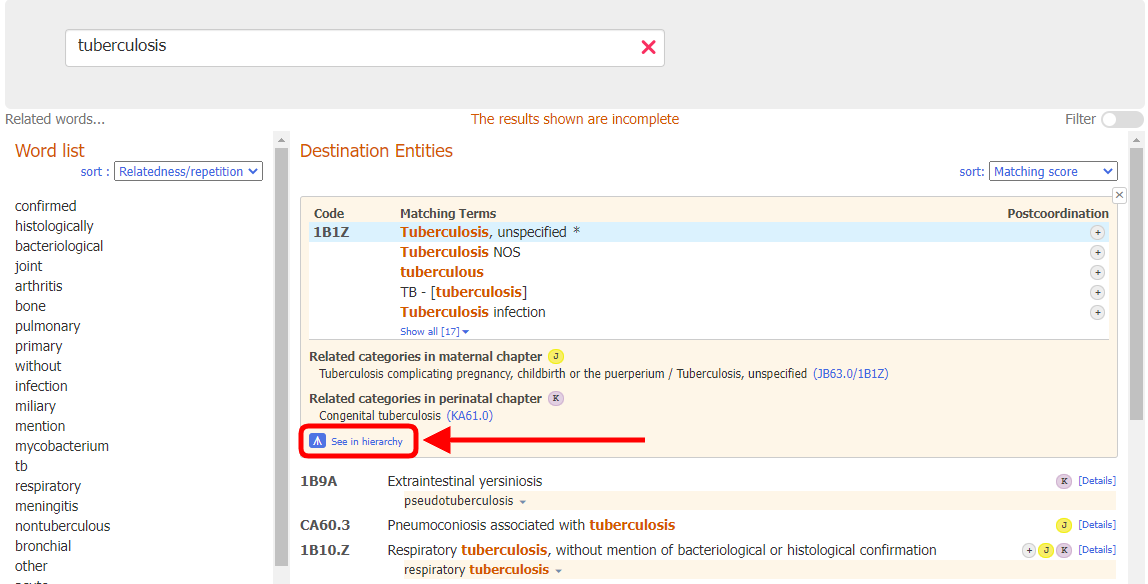 tuberculosis
Related words...
The results shown are incomplete
Filter
Word list
sort : Relatedness/repetition
confirmed
histologically
bacteriological
joint
arthritis
bone
pulmonary
primary
without
infection
miliary
mention
mycobacterium
tb
respiratory
meningitis
nontuberculous
bronchial
other
Destination Entities
sort: Matching score
Code Matching Terms Postcoordination
1B1Z Tuberculosis, unspecified * +
Tuberculosis NOS +
tuberculous +
TB - [tuberculosis] +
Tuberculosis infection +
Show all [17]
Related categories in maternal chapter J
Tuberculosis complicating pregnancy, childbirth or the puerperium / Tuberculosis, unspecified (JB63.0/1B1Z)
Related categories in perinatal chapter K
Congenital tuberculosis (KA61.0)
See in hierarchy
1B9A Extraintestinal yersiniosis K [Details]
pseudotuberculosis
CA60.3 Pneumoconiosis associated with tuberculosis J [Details]
1B10.Z Respiratory tuberculosis, without mention of bacteriological or histological confirmation + J K [Details]
respiratory tuberculosis